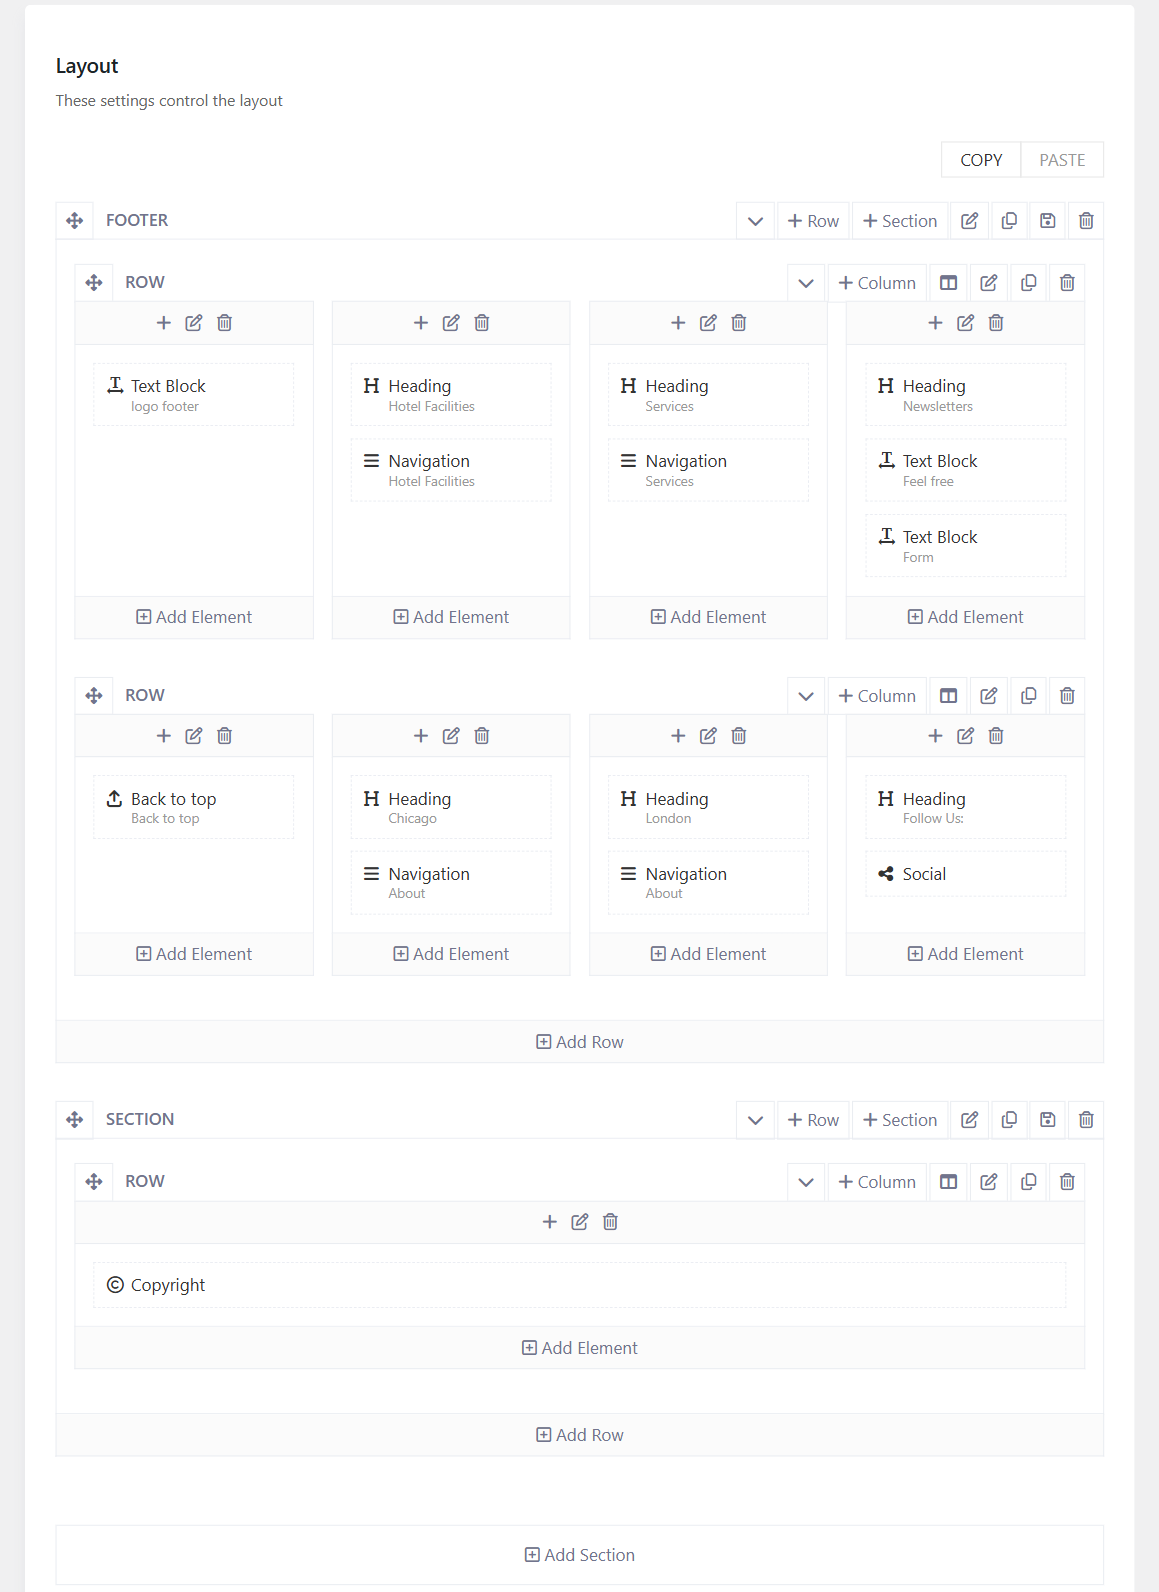 Layout
These settings control the layout
COPY PASTE
FOOTER Row Section
ROW Column
Text Block
logo footer
Add Element
Heading
Hotel Facilities
Navigation
Hotel Facilities
Add Element
Heading
Services
Navigation
Services
Add Element
Heading
Newsletters
Text Block
Feel free
Text Block
Form
Add Element
ROW Column
Back to top
Back to top
Add Element
Heading
Chicago
Navigation
About
Add Element
Heading
London
Navigation
About
Add Element
Heading
Follow Us:
Social
Add Element
Add Row
SECTION Row Section
ROW Column
Copyright
Add Element
Add Row
Add Section